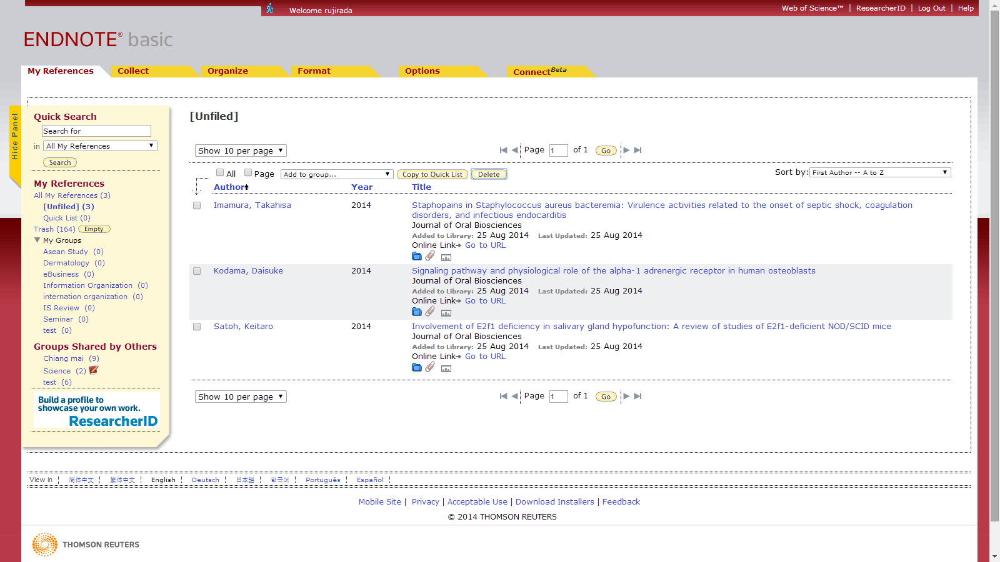 Welcome rujirada
Web of Science™ | ResearcherID | Log Out | Help
ENDNOTE® basic
My References
Collect
Organize
Format
Options
Connect Beta
Hide Panel
Quick Search
Search for
in All My References
Search
My References
All My References (3)
[Unfiled] (3)
Quick List (0)
Trash (164) Empty
My Groups
Asean Study (0)
Dermatology (0)
eBusiness (0)
Information Organization (0)
internation organization (0)
IS Review (0)
Seminar (0)
test (0)
Groups Shared by Others
Chiang mai (9)
Science (2)
test (6)
Build a profile to
showcase your own work.
ResearcherID
[Unfiled]
Show 10 per page
Page 1 of 1 Go
All Page Add to group... Copy to Quick List Delete
Sort by: First Author -- A to Z
Author Year Title
Imamura, Takahisa 2014 Staphopains in Staphylococcus aureus bacteremia: Virulence activities related to the onset of septic shock, coagulation
disorders, and infectious endocarditis
Journal of Oral Biosciences
Added to Library: 25 Aug 2014 Last Updated: 25 Aug 2014
Online Link→ Go to URL
Kodama, Daisuke 2014 Signaling pathway and physiological role of the alpha-1 adrenergic receptor in human osteoblasts
Journal of Oral Biosciences
Added to Library: 25 Aug 2014 Last Updated: 25 Aug 2014
Online Link→ Go to URL
Satoh, Keitaro 2014 Involvement of E2f1 deficiency in salivary gland hypofunction: A review of studies of E2f1-deficient NOD/SCID mice
Journal of Oral Biosciences
Added to Library: 25 Aug 2014 Last Updated: 25 Aug 2014
Online Link→ Go to URL
Show 10 per page
Page 1 of 1 Go
View in 简体中文 繁体中文 English Deutsch 日本語 한국어 Português Español
Mobile Site | Privacy | Acceptable Use | Download Installers | Feedback
© 2014 THOMSON REUTERS
THOMSON REUTERS